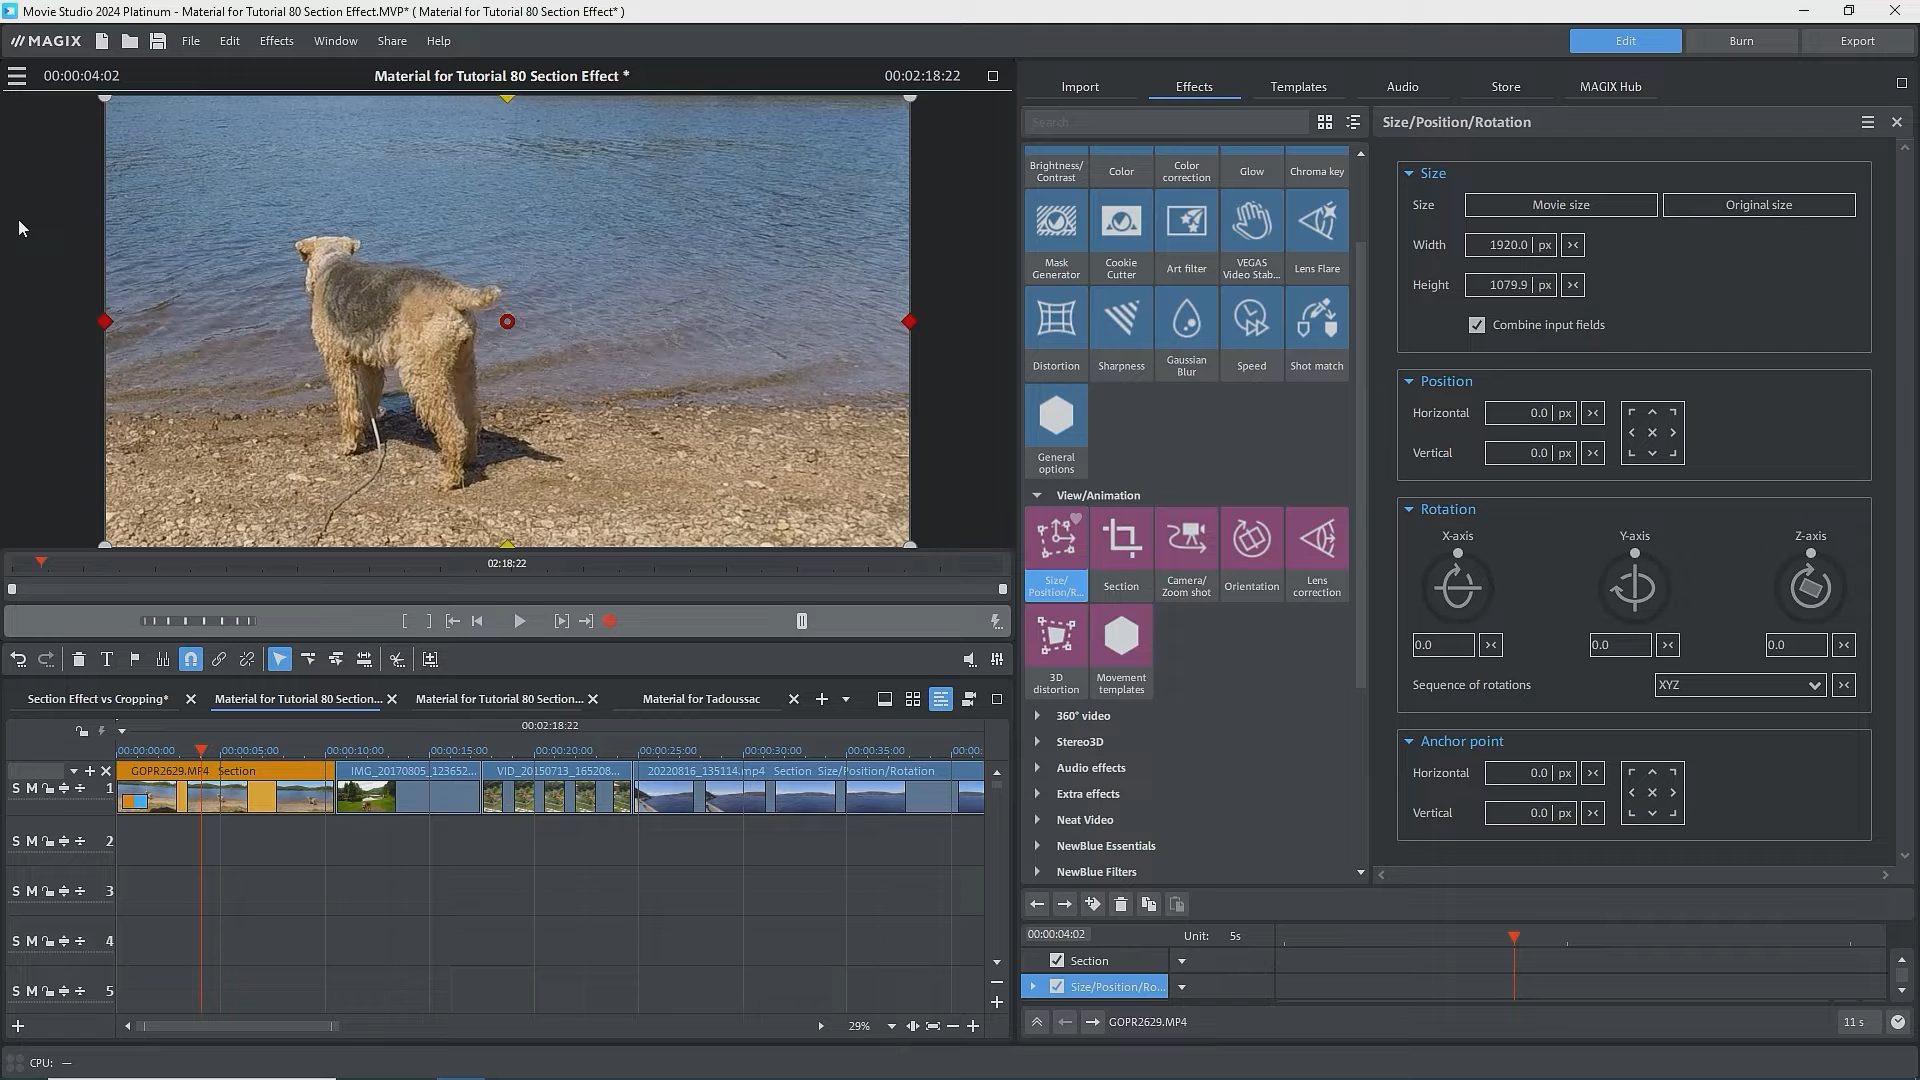 Movie Studio 2024 Platinum - Material for Tutorial 80 Section Effect.MVP* ( Material for Tutorial 80 Section Effect* )
MAGIX File Edit Effects Window Share Help Edit Burn Export
00:00:04:02 Material for Tutorial 80 Section Effect * 00:02:18:22
Import Effects Templates Audio Store MAGIX Hub
Search
Size/Position/Rotation
Brightness/ Contrast Color Color correction Glow Chroma key
Mask Generator Cookie Cutter Art filter VEGAS Video Stab... Lens Flare
Distortion Sharpness Gaussian Blur Speed Shot match
General options
View/Animation
Size/ Position/R... Section Camera/ Zoom shot Orientation Lens correction
3D distortion Movement templates
360° video
Stereo3D
Audio effects
Extra effects
Neat Video
NewBlue Essentials
NewBlue Filters
Size
Size Movie size Original size
Width 1920.0 px
Height 1079.9 px
Combine input fields
Position
Horizontal 0.0 px
Vertical 0.0 px
Rotation
X-axis Y-axis Z-axis
0.0 0.0 0.0
Sequence of rotations XYZ
Anchor point
Horizontal 0.0 px
Vertical 0.0 px
02:18:22
Section Effect vs Cropping* Material for Tutorial 80 Section... Material for Tutorial 80 Section... Material for Tadoussac
00:02:18:22
00:00:00:00 00:00:05:00 00:00:10:00 00:00:15:00 00:00:20:00 00:00:25:00 00:00:30:00 00:00:35:00 00:00:
GOPR2629.MP4 Section IMG_20170805_123652... VID_20150713_165208... 20220816_135114.mp4 Section Size/Position/Rotation
S M 1
S M 2
S M 3
S M 4
S M 5
29%
CPU: —
00:00:04:02 Unit: 5s
Section
Size/Position/Ro...
GOPR2629.MP4 11 s